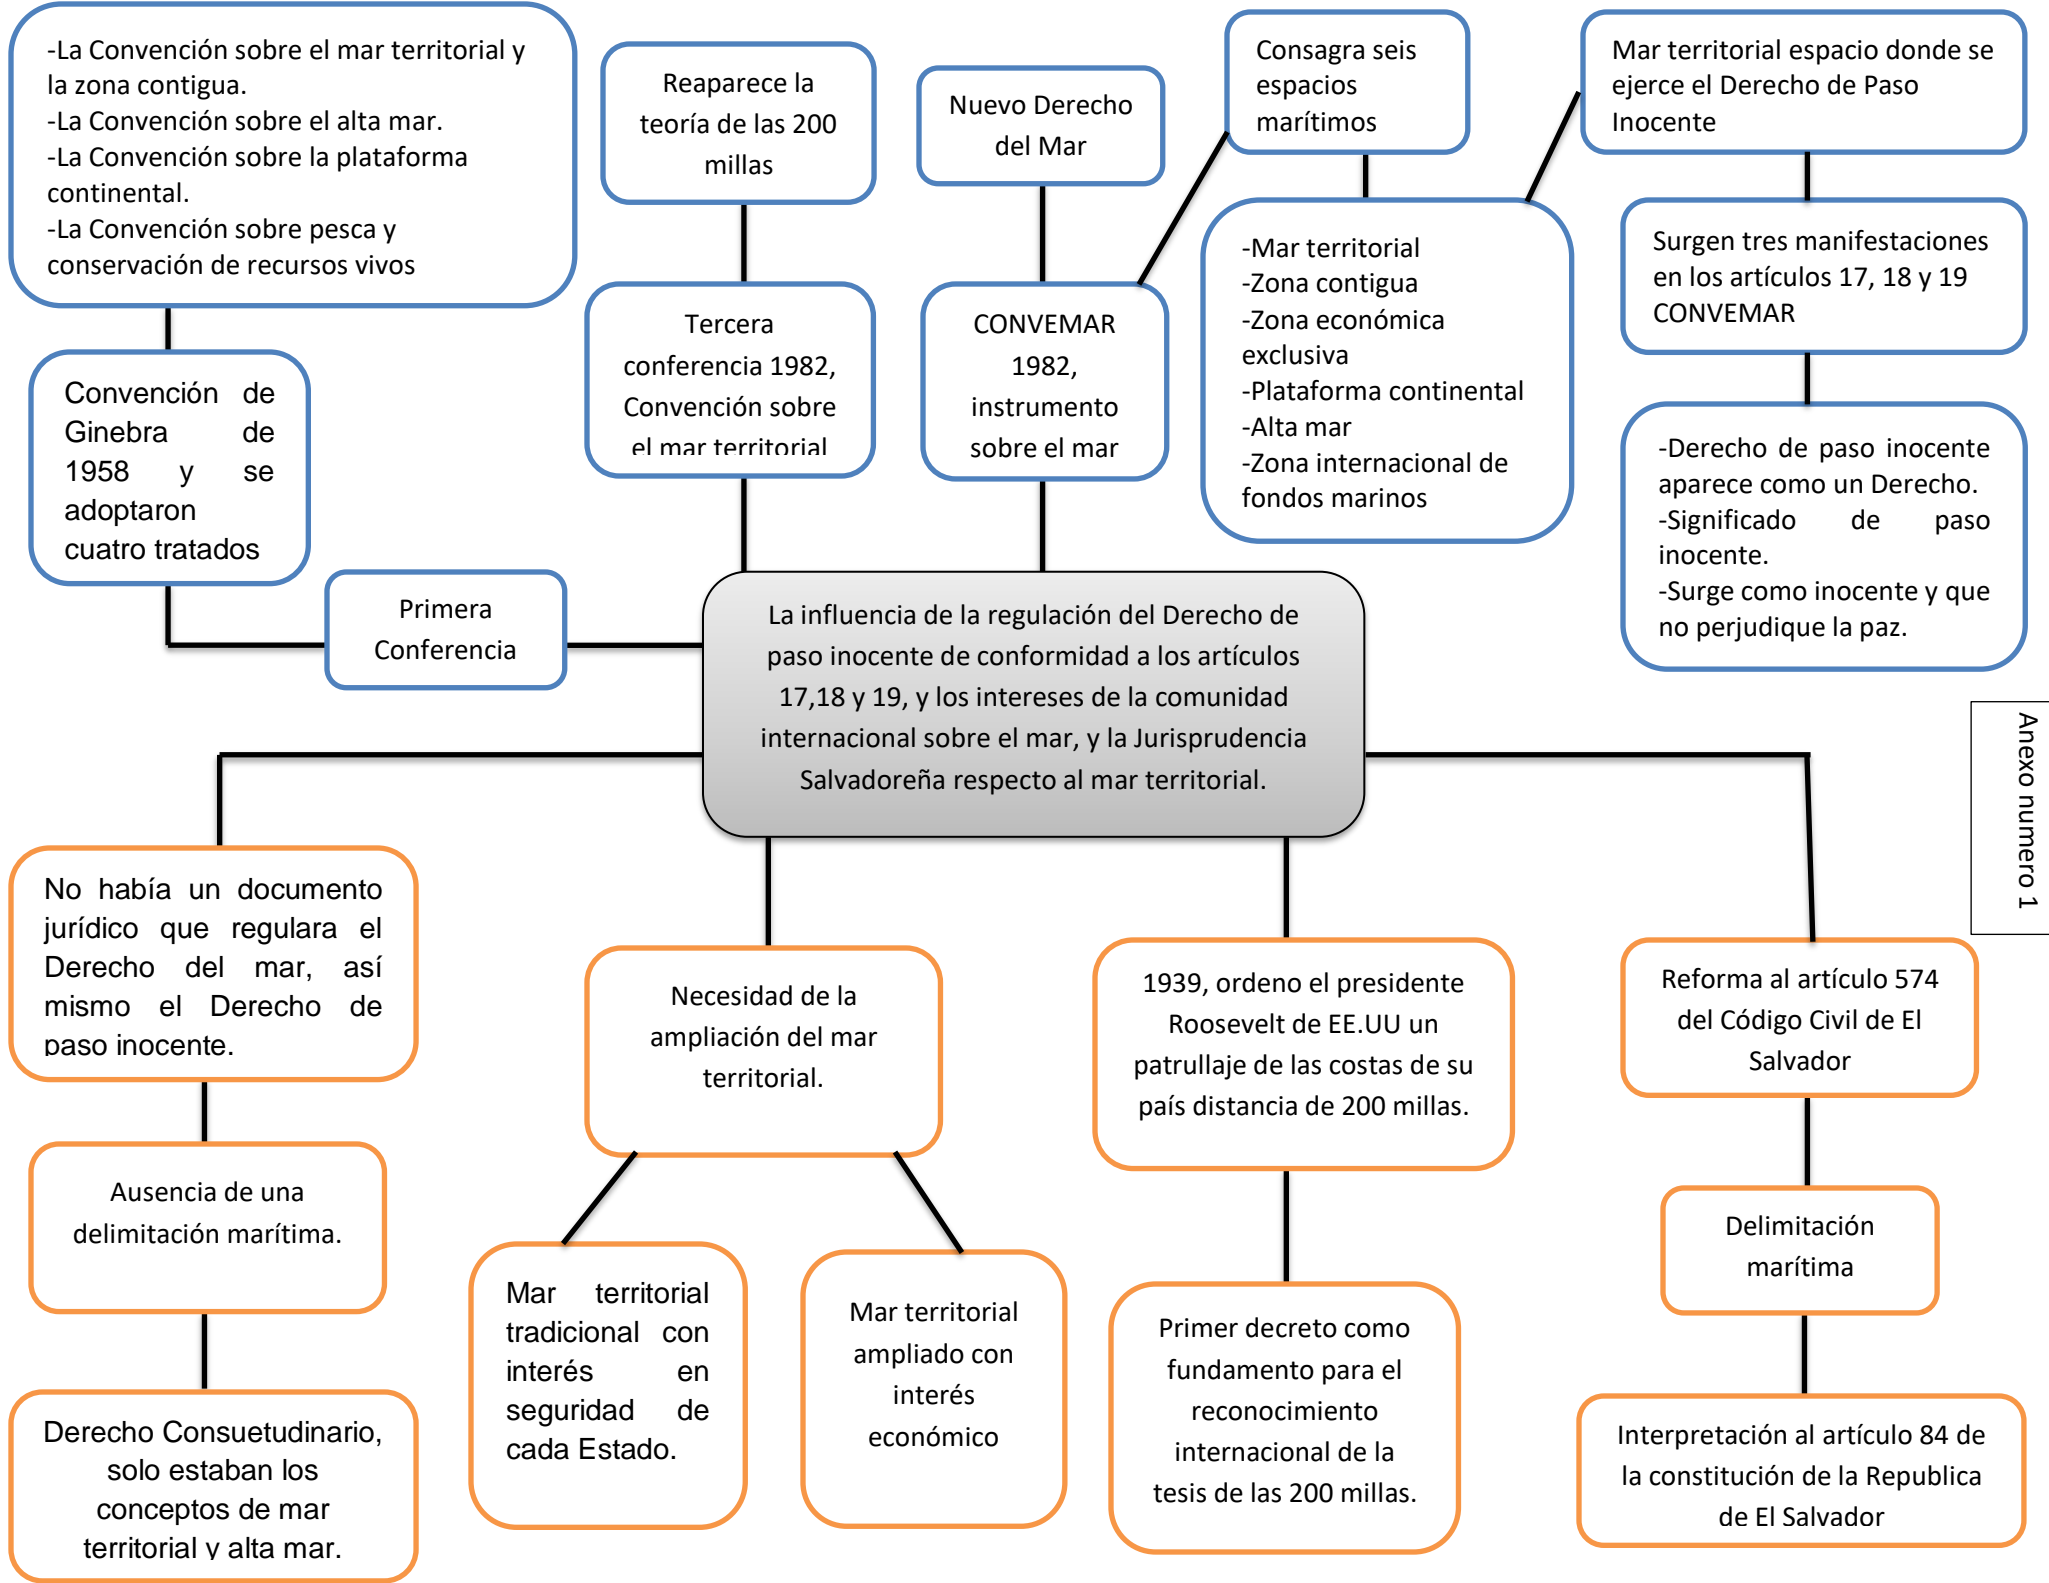 -La Convención sobre el mar territorial y
la zona contigua.
-La Convención sobre el alta mar.
-La Convención sobre la plataforma
continental.
-La Convención sobre pesca y
conservación de recursos vivos
Reaparece la
teoría de las 200
millas
Nuevo Derecho
del Mar
Consagra seis
espacios
marítimos
Mar territorial espacio donde se
ejerce el Derecho de Paso
Inocente
Convención de
Ginebra de
1958 y se
adoptaron
cuatro tratados
Tercera
conferencia 1982,
Convención sobre
el mar territorial
CONVEMAR
1982,
instrumento
sobre el mar
-Mar territorial
-Zona contigua
-Zona económica
exclusiva
-Plataforma continental
-Alta mar
-Zona internacional de
fondos marinos
Surgen tres manifestaciones
en los artículos 17, 18 y 19
CONVEMAR
-Derecho de paso inocente
aparece como un Derecho.
-Significado de paso
inocente.
-Surge como inocente y que
no perjudique la paz.
Primera
Conferencia
La influencia de la regulación del Derecho de
paso inocente de conformidad a los artículos
17,18 y 19, y los intereses de la comunidad
internacional sobre el mar, y la Jurisprudencia
Salvadoreña respecto al mar territorial.
Anexo numero 1
No había un documento
jurídico que regulara el
Derecho del mar, así
mismo el Derecho de
paso inocente.
Necesidad de la
ampliación del mar
territorial.
1939, ordeno el presidente
Roosevelt de EE.UU un
patrullaje de las costas de su
país distancia de 200 millas.
Reforma al artículo 574
del Código Civil de El
Salvador
Ausencia de una
delimitación marítima.
Mar territorial
tradicional con
interés en
seguridad de
cada Estado.
Mar territorial
ampliado con
interés
económico
Primer decreto como
fundamento para el
reconocimiento
internacional de la
tesis de las 200 millas.
Delimitación
marítima
Derecho Consuetudinario,
solo estaban los
conceptos de mar
territorial y alta mar.
Interpretación al artículo 84 de
la constitución de la Republica
de El Salvador